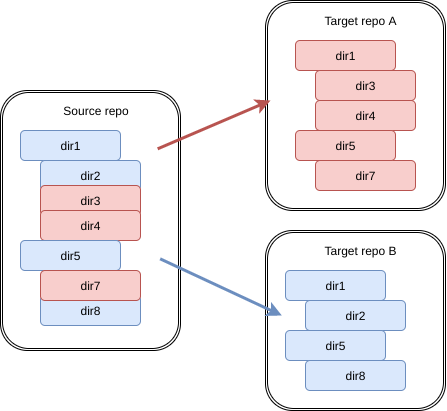 Source repo
dir1
dir2
dir3
dir4
dir5
dir7
dir8
Target repo A
dir1
dir3
dir4
dir5
dir7
Target repo B
dir1
dir2
dir5
dir8